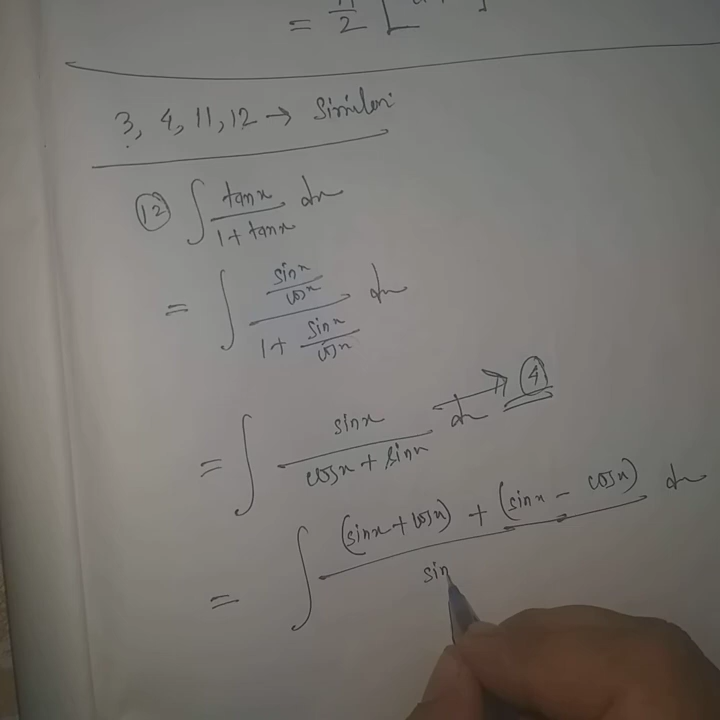 = π/2 [
3, 4, 11, 12 → Similar
(12) ∫ tanx / 1 + tanx dx
= ∫ sinx/cosx / 1 + sinx/cosx dx
= ∫ sinx / cosx + sinx dx → (4)
= ∫ (sinx + cosx) + (sinx − cosx) / sin dx